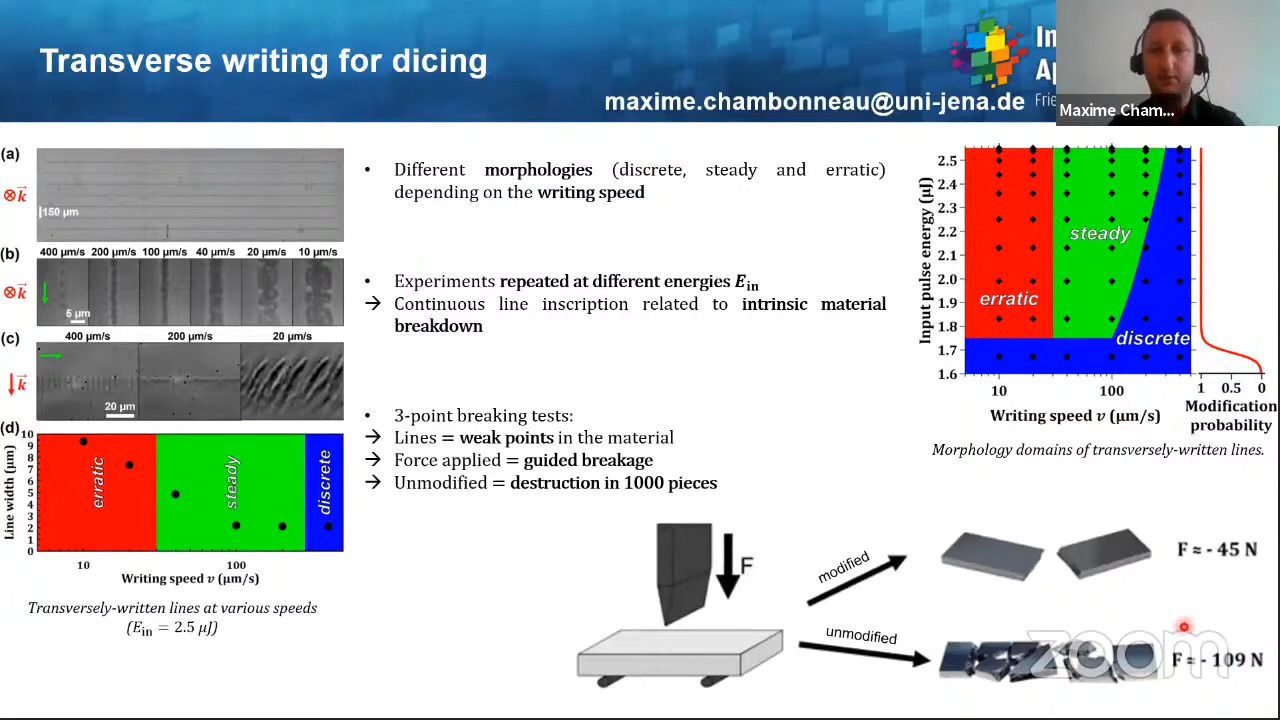 Transverse writing for dicing
In
Ap
maxime.chambonneau@uni-jena.de
Frie
Maxime Cham...
(a)
⊗k⃗
150 µm
(b)
400 µm/s 200 µm/s 100 µm/s 40 µm/s 20 µm/s 10 µm/s
⊗k⃗
5 µm
(c)
400 µm/s 200 µm/s 20 µm/s
↓k⃗
20 µm
(d)
Line width (µm)
10
9
8
7
6
5
4
3
2
1
0
erratic
steady
discrete
10 100
Writing speed v (µm/s)
Transversely-written lines at various speeds
(E_in = 2.5 µJ)
• Different morphologies (discrete, steady and erratic)
depending on the writing speed
• Experiments repeated at different energies E_in
→ Continuous line inscription related to intrinsic material
breakdown
• 3-point breaking tests:
→ Lines = weak points in the material
→ Force applied = guided breakage
→ Unmodified = destruction in 1000 pieces
Input pulse energy (µJ)
2.5
2.4
2.3
2.2
2.1
2.0
1.9
1.8
1.7
1.6
steady
erratic
discrete
10 100
Writing speed v (µm/s)
1 0.5 0
Modification
probability
Morphology domains of transversely-written lines.
F
modified
F ≈ - 45 N
unmodified
F ≈ - 109 N
zoom